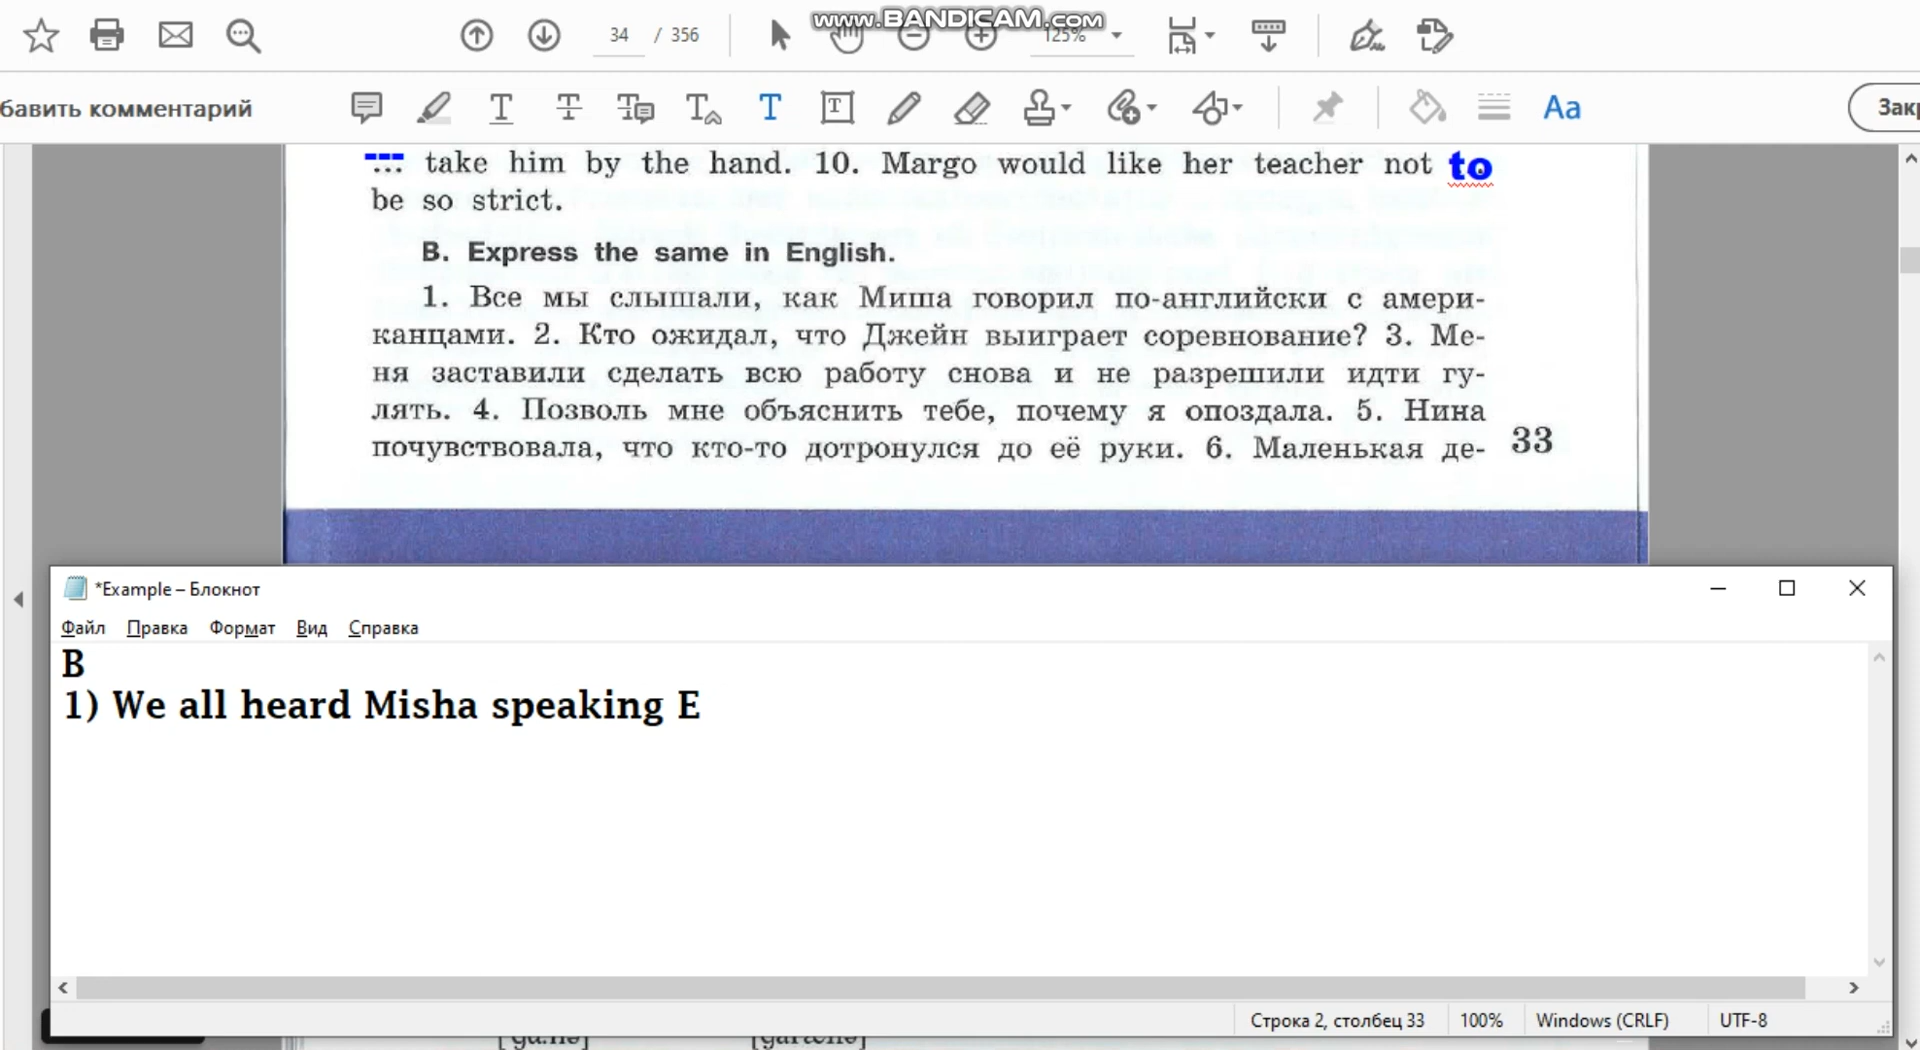 www.BANDICAM.com
34 / 356
125%
бавить комментарий
Aa
--- take him by the hand. 10. Margo would like her teacher not to
be so strict.
B. Express the same in English.
1. Все мы слышали, как Миша говорил по-английски с амери-
канцами. 2. Кто ожидал, что Джейн выиграет соревнование? 3. Ме-
ня заставили сделать всю работу снова и не разрешили идти гу-
лять. 4. Позволь мне объяснить тебе, почему я опоздала. 5. Нина
почувствовала, что кто-то дотронулся до её руки. 6. Маленькая де-
33
*Example – Блокнот
Файл Правка Формат Вид Справка
B
1) We all heard Misha speaking E
Строка 2, столбец 33 100% Windows (CRLF) UTF-8